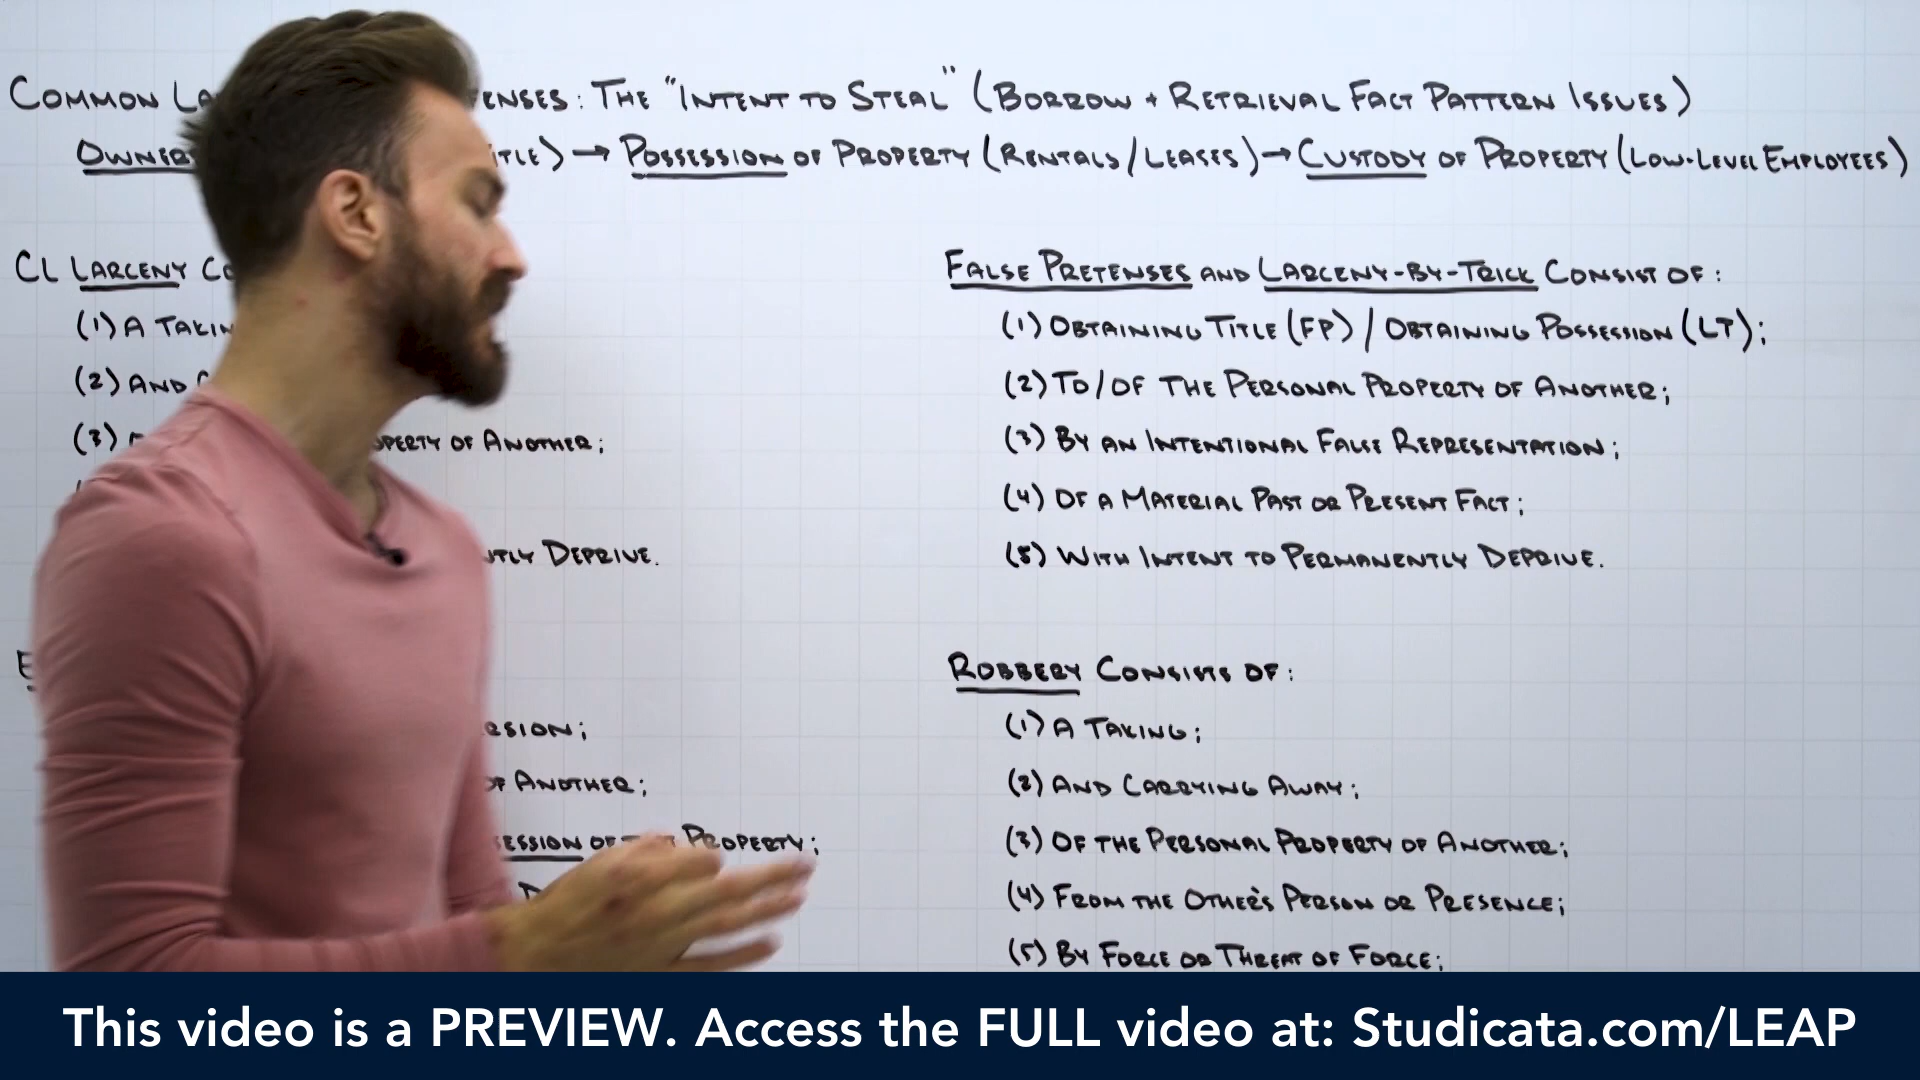 COMMON LA ENSES: THE "INTENT TO STEAL" (BORROW + RETRIEVAL FACT PATTERN ISSUES)
OWNER ITLE) → POSSESSION OF PROPERTY (RENTALS/LEASES) → CUSTODY OF PROPERTY (LOW-LEVEL EMPLOYEES)
CL LARCENY CO
(1) A TAKIN
(2) AND C
(3) OPERTY OF ANOTHER;
NTLY DEPRIVE.
E
RSION;
OF ANOTHER;
SESSION OF PROPERTY;
D
FALSE PRETENSES AND LARCENY-BY-TRICK CONSIST OF:
(1) OBTAINING TITLE (FP) / OBTAINING POSSESSION (LT);
(2) TO/OF THE PERSONAL PROPERTY OF ANOTHER;
(3) BY AN INTENTIONAL FALSE REPRESENTATION;
(4) OF A MATERIAL PAST OR PRESENT FACT;
(5) WITH INTENT TO PERMANENTLY DEPRIVE.
ROBBERY CONSISTS OF:
(1) A TAKING;
(2) AND CARRYING AWAY;
(3) OF THE PERSONAL PROPERTY OF ANOTHER;
(4) FROM THE OTHER'S PERSON OR PRESENCE;
(5) BY FORCE OR THREAT OF FORCE;
This video is a PREVIEW. Access the FULL video at: Studicata.com/LEAP